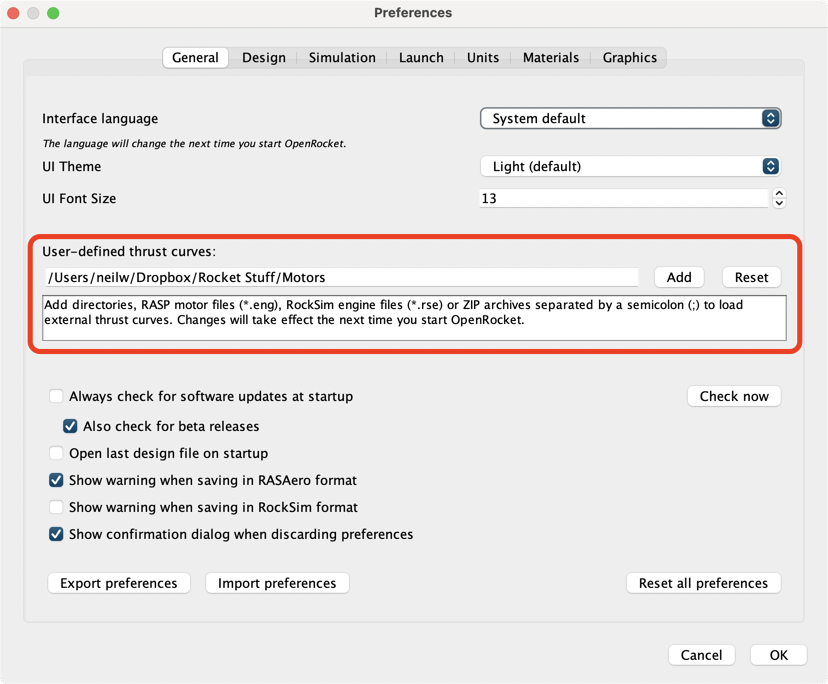 Preferences
General Design Simulation Launch Units Materials Graphics
Interface language System default
The language will change the next time you start OpenRocket.
UI Theme Light (default)
UI Font Size 13
User-defined thrust curves:
/Users/neilw/Dropbox/Rocket Stuff/Motors Add Reset
Add directories, RASP motor files (*.eng), RockSim engine files (*.rse) or ZIP archives separated by a semicolon (;) to load
external thrust curves. Changes will take effect the next time you start OpenRocket.
Always check for software updates at startup Check now
Also check for beta releases
Open last design file on startup
Show warning when saving in RASAero format
Show warning when saving in RockSim format
Show confirmation dialog when discarding preferences
Export preferences Import preferences Reset all preferences
Cancel OK